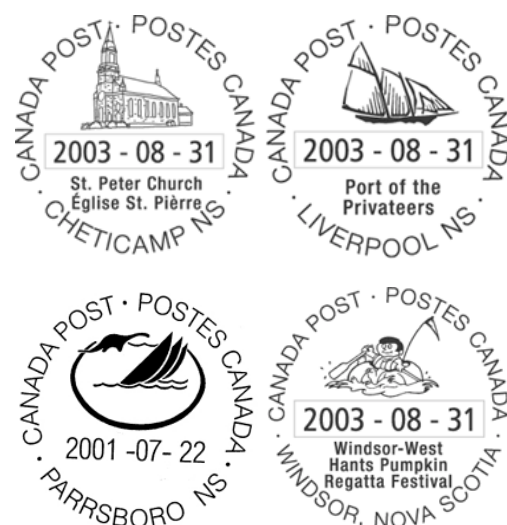 CANADA POST · POSTES CANADA
2003 - 08 - 31
St. Peter Church
Église St. Pièrre
· CHETICAMP NS ·
CANADA POST · POSTES CANADA
2003 - 08 - 31
Port of the
Privateers
· LIVERPOOL NS ·
CANADA POST · POSTES CANADA
2001 -07- 22
· PARRSBORO NS ·
CANADA POST · POSTES CANADA
2003 - 08 - 31
Windsor-West
Hants Pumpkin
Regatta Festival
· WINDSOR, NOVA SCOTIA ·